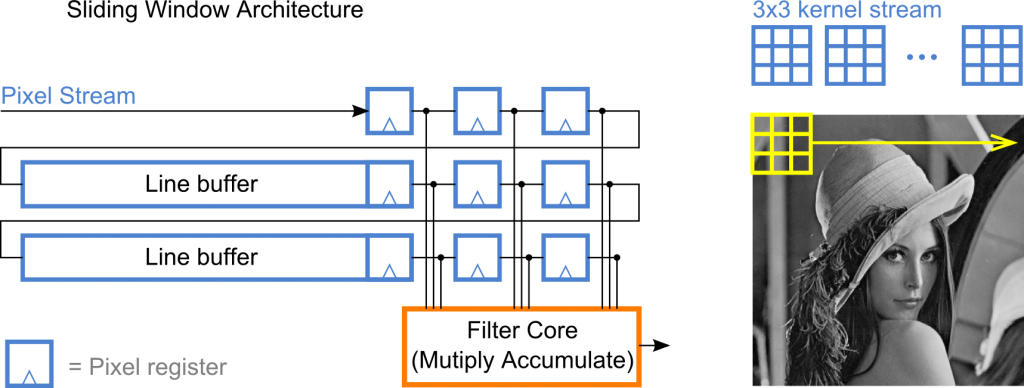 Sliding Window Architecture
3x3 kernel stream
Pixel Stream
Line buffer
Line buffer
Filter Core
(Mutiply Accumulate)
= Pixel register